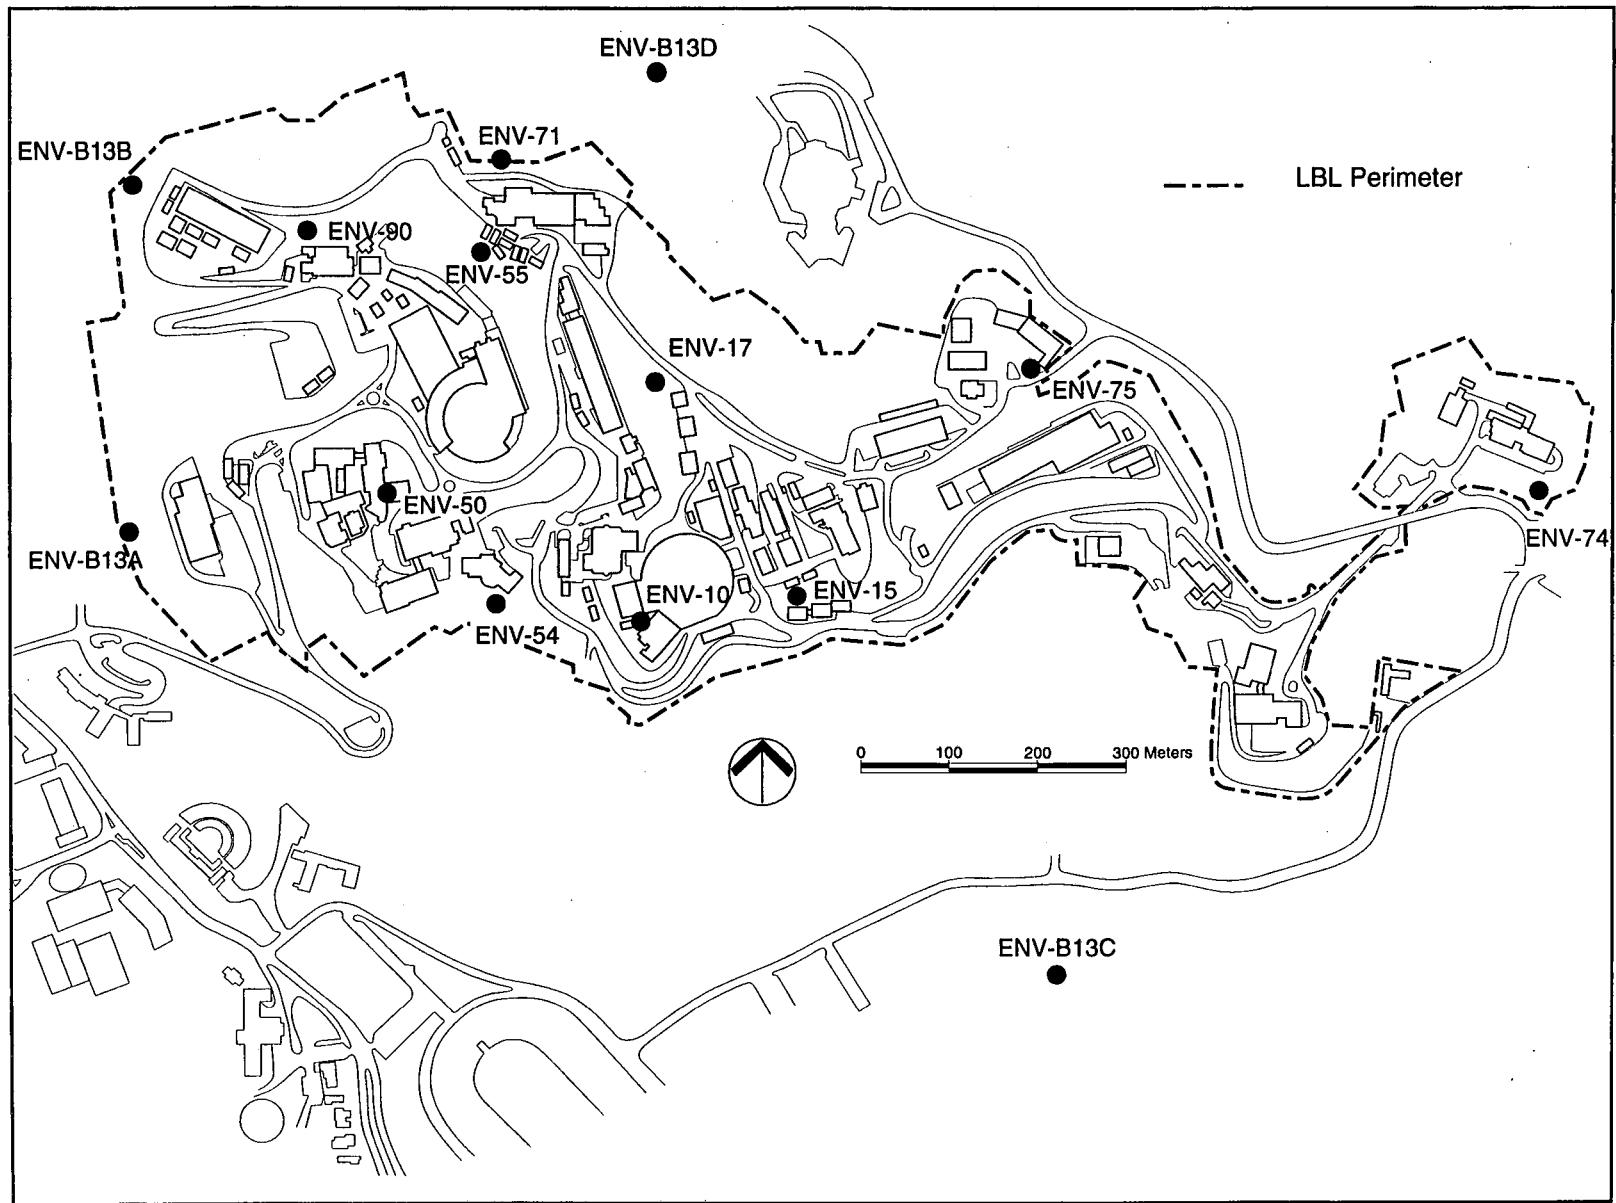 ENV-B13D
ENV-71
ENV-B13B
LBL Perimeter
ENV-90
ENV-55
ENV-17
ENV-75
ENV-50
ENV-74
ENV-B13A
ENV-10
ENV-15
ENV-54
0 100 200 300 Meters
ENV-B13C